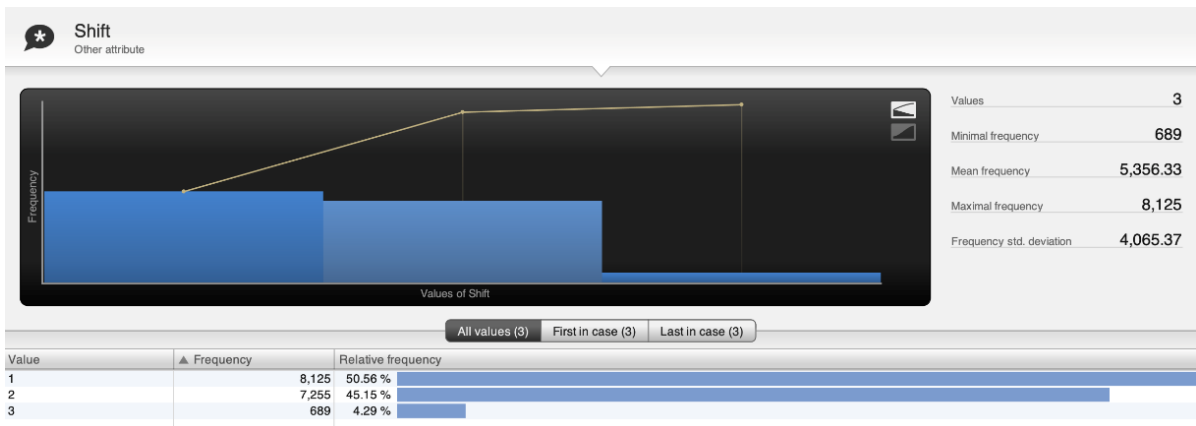 Shift
Other attribute
Frequency
Values of Shift
Values 3
Minimal frequency 689
Mean frequency 5,356.33
Maximal frequency 8,125
Frequency std. deviation 4,065.37
All values (3) First in case (3) Last in case (3)
Value ▲ Frequency Relative frequency
1 8,125 50.56 %
2 7,255 45.15 %
3 689 4.29 %